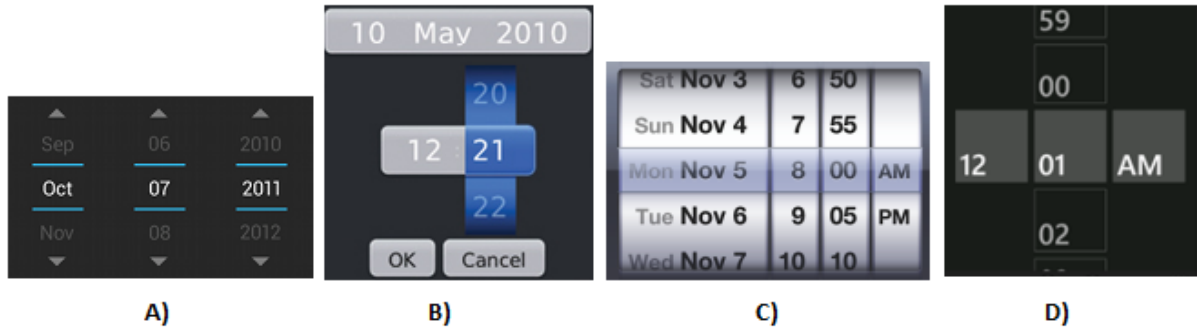 Sep 06 2010
Oct 07 2011
Nov 08 2012
A)
10 May 2010
20
12 : 21
22
OK Cancel
B)
Sat Nov 3 6 50
Sun Nov 4 7 55
Mon Nov 5 8 00 AM
Tue Nov 6 9 05 PM
Wed Nov 7 10 10
C)
59
00
12 01 AM
02
D)